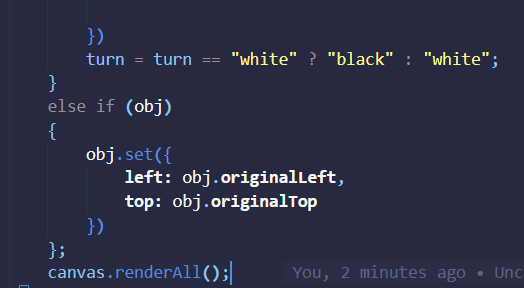 })
turn = turn == "white" ? "black" : "white";
}
else if (obj)
{
obj.set({
left: obj.originalLeft,
top: obj.originalTop
})
};
canvas.renderAll(); You, 2 minutes ago • Unc